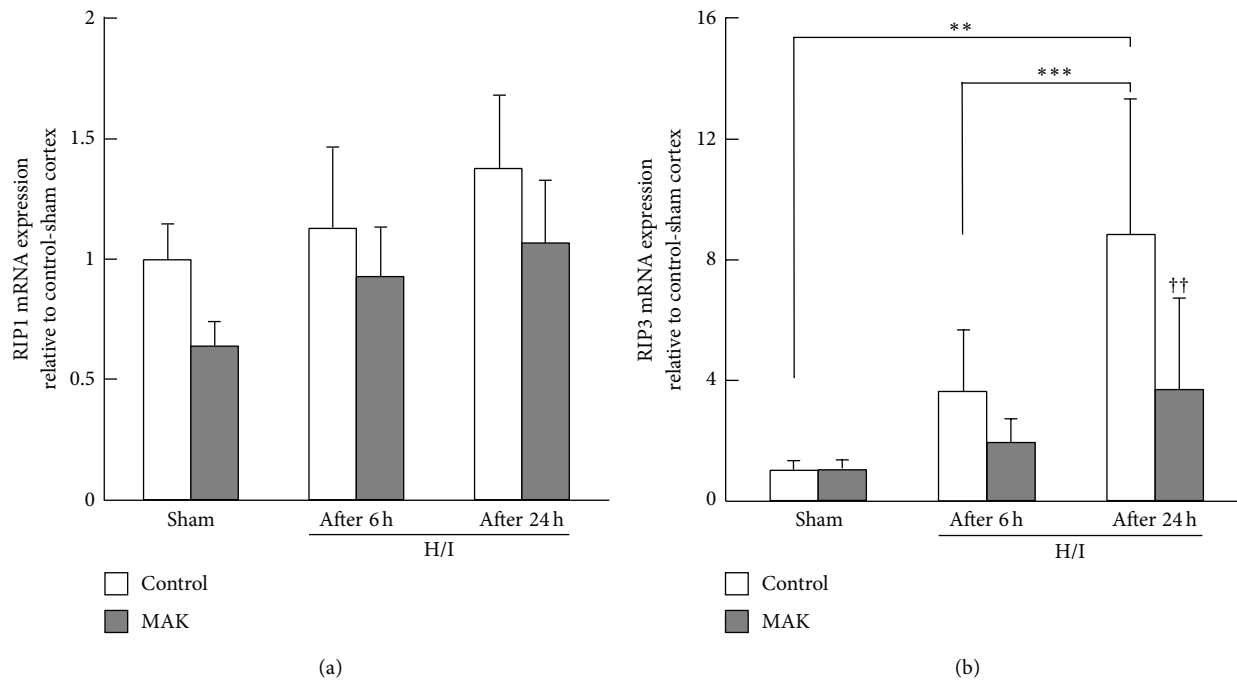 RIP1 mRNA expression
relative to control-sham cortex
2
1.5
1
0.5
0
Sham
After 6 h
After 24 h
H/I
Control
MAK
(a)
RIP3 mRNA expression
relative to control-sham cortex
16
12
8
4
0
**
***
††
Sham
After 6 h
After 24 h
H/I
Control
MAK
(b)